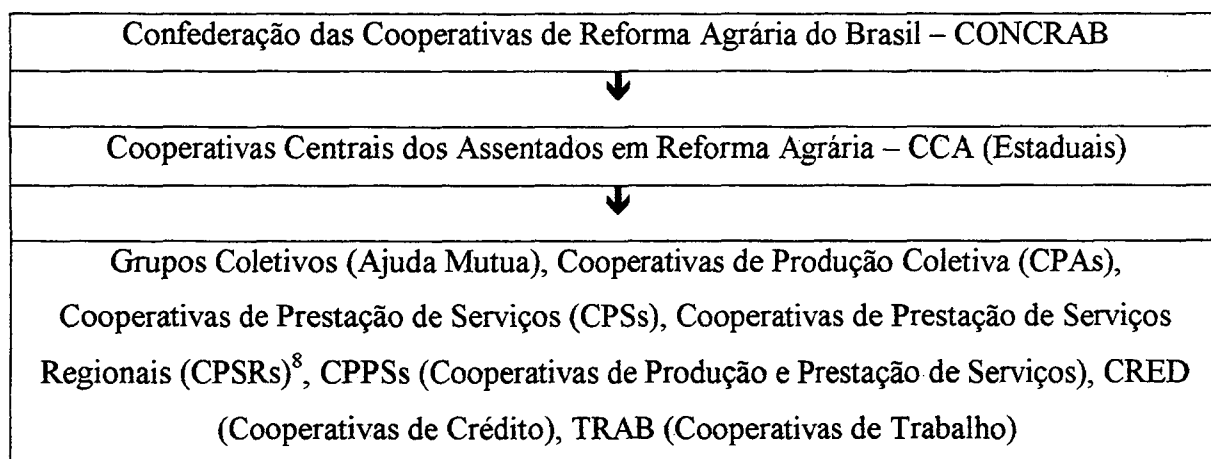 Confederação das Cooperativas de Reforma Agrária do Brasil – CONCRAB
↓
Cooperativas Centrais dos Assentados em Reforma Agrária – CCA (Estaduais)
↓
Grupos Coletivos (Ajuda Mutua), Cooperativas de Produção Coletiva (CPAs),
Cooperativas de Prestação de Serviços (CPSs), Cooperativas de Prestação de Serviços
Regionais (CPSRs)⁸, CPPSs (Cooperativas de Produção e Prestação de Serviços), CRED
(Cooperativas de Crédito), TRAB (Cooperativas de Trabalho)